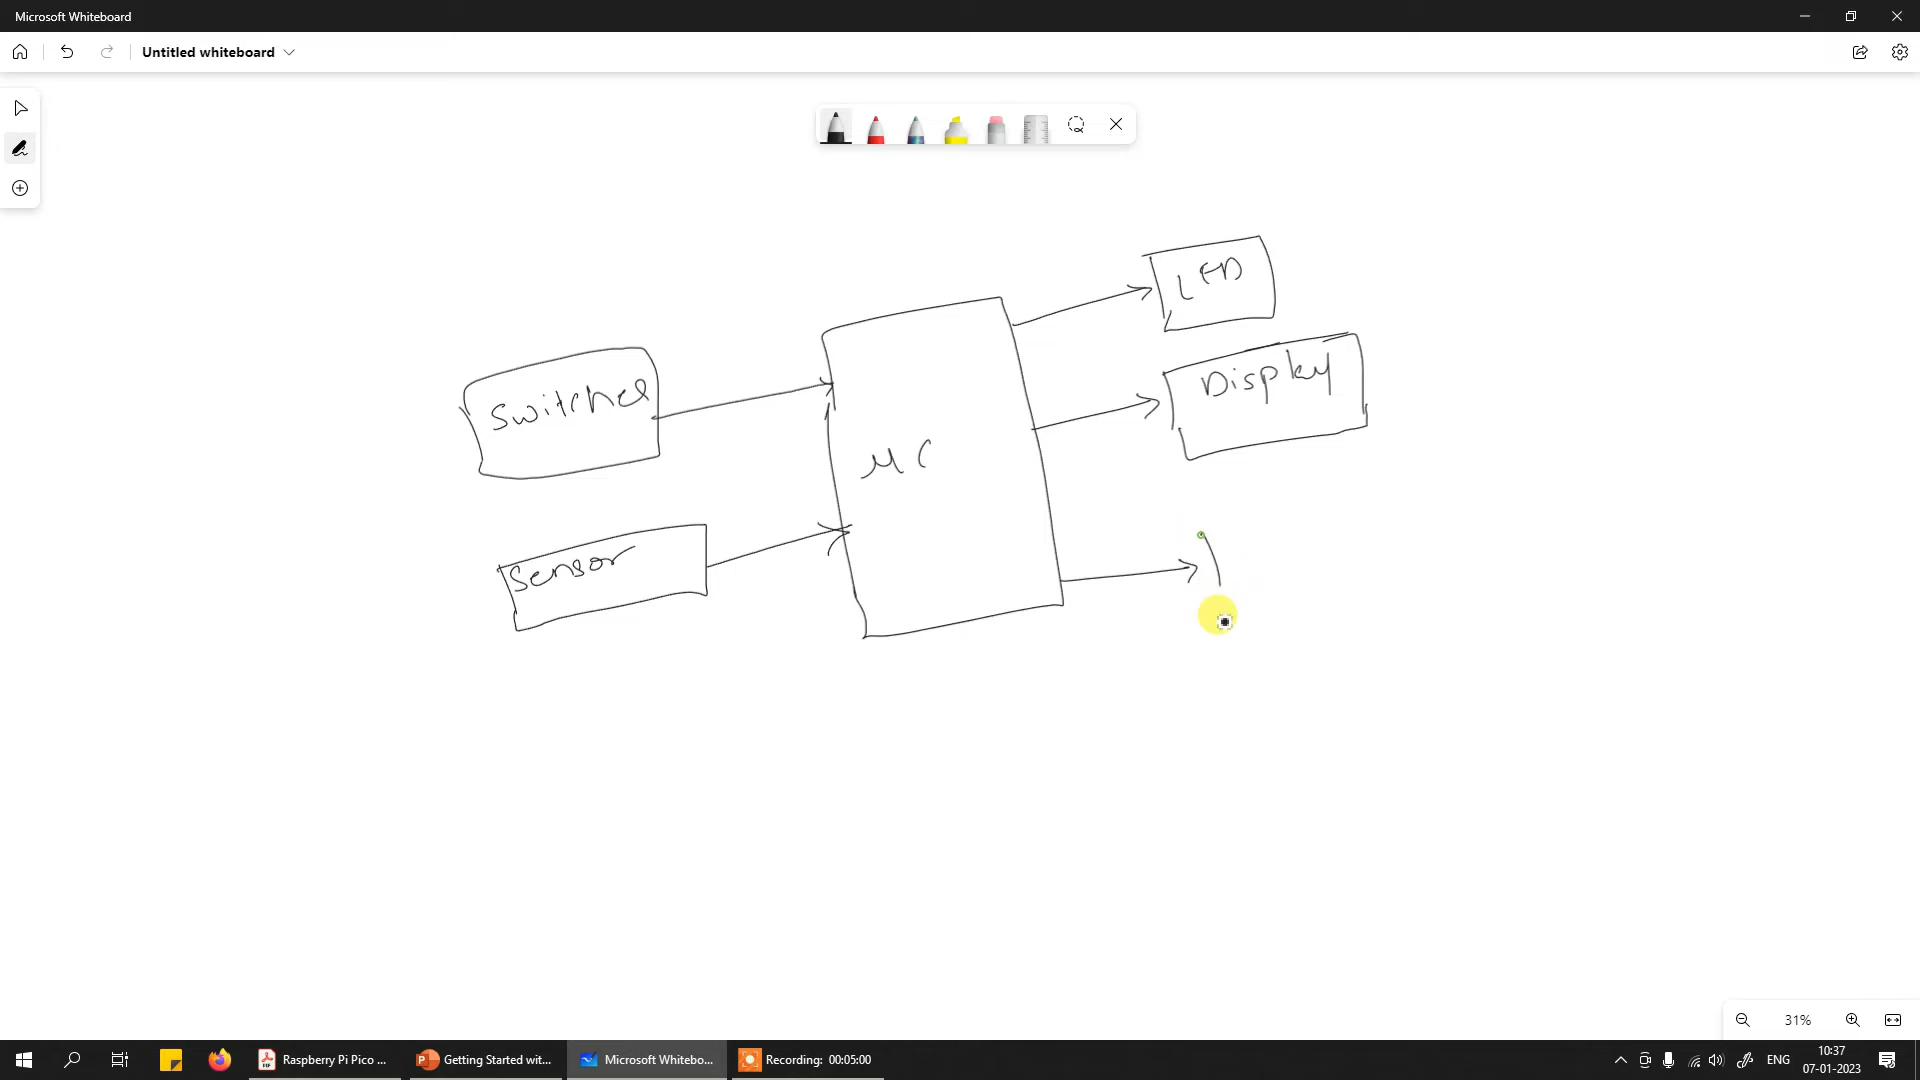 Microsoft Whiteboard
Untitled whiteboard
LED
Display
Switches
μC
Sensor
31%
Raspberry Pi Pico ...
Getting Started wit...
Microsoft Whitebo...
Recording: 00:05:00
ENG
10:37
07-01-2023